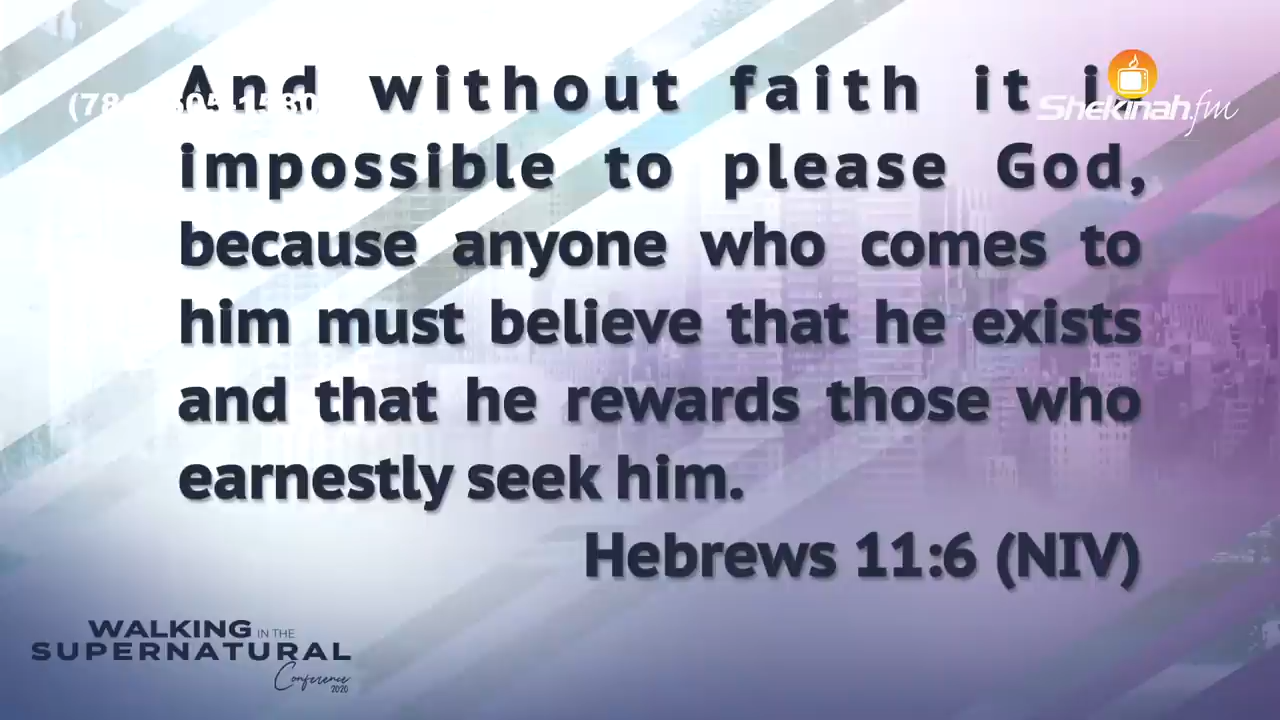 And without faith it is
impossible to please God,
because anyone who comes to
him must believe that he exists
and that he rewards those who
earnestly seek him.
Hebrews 11:6 (NIV)
Shekinah.fm
WALKING IN THE
SUPERNATURAL
Conference
2020